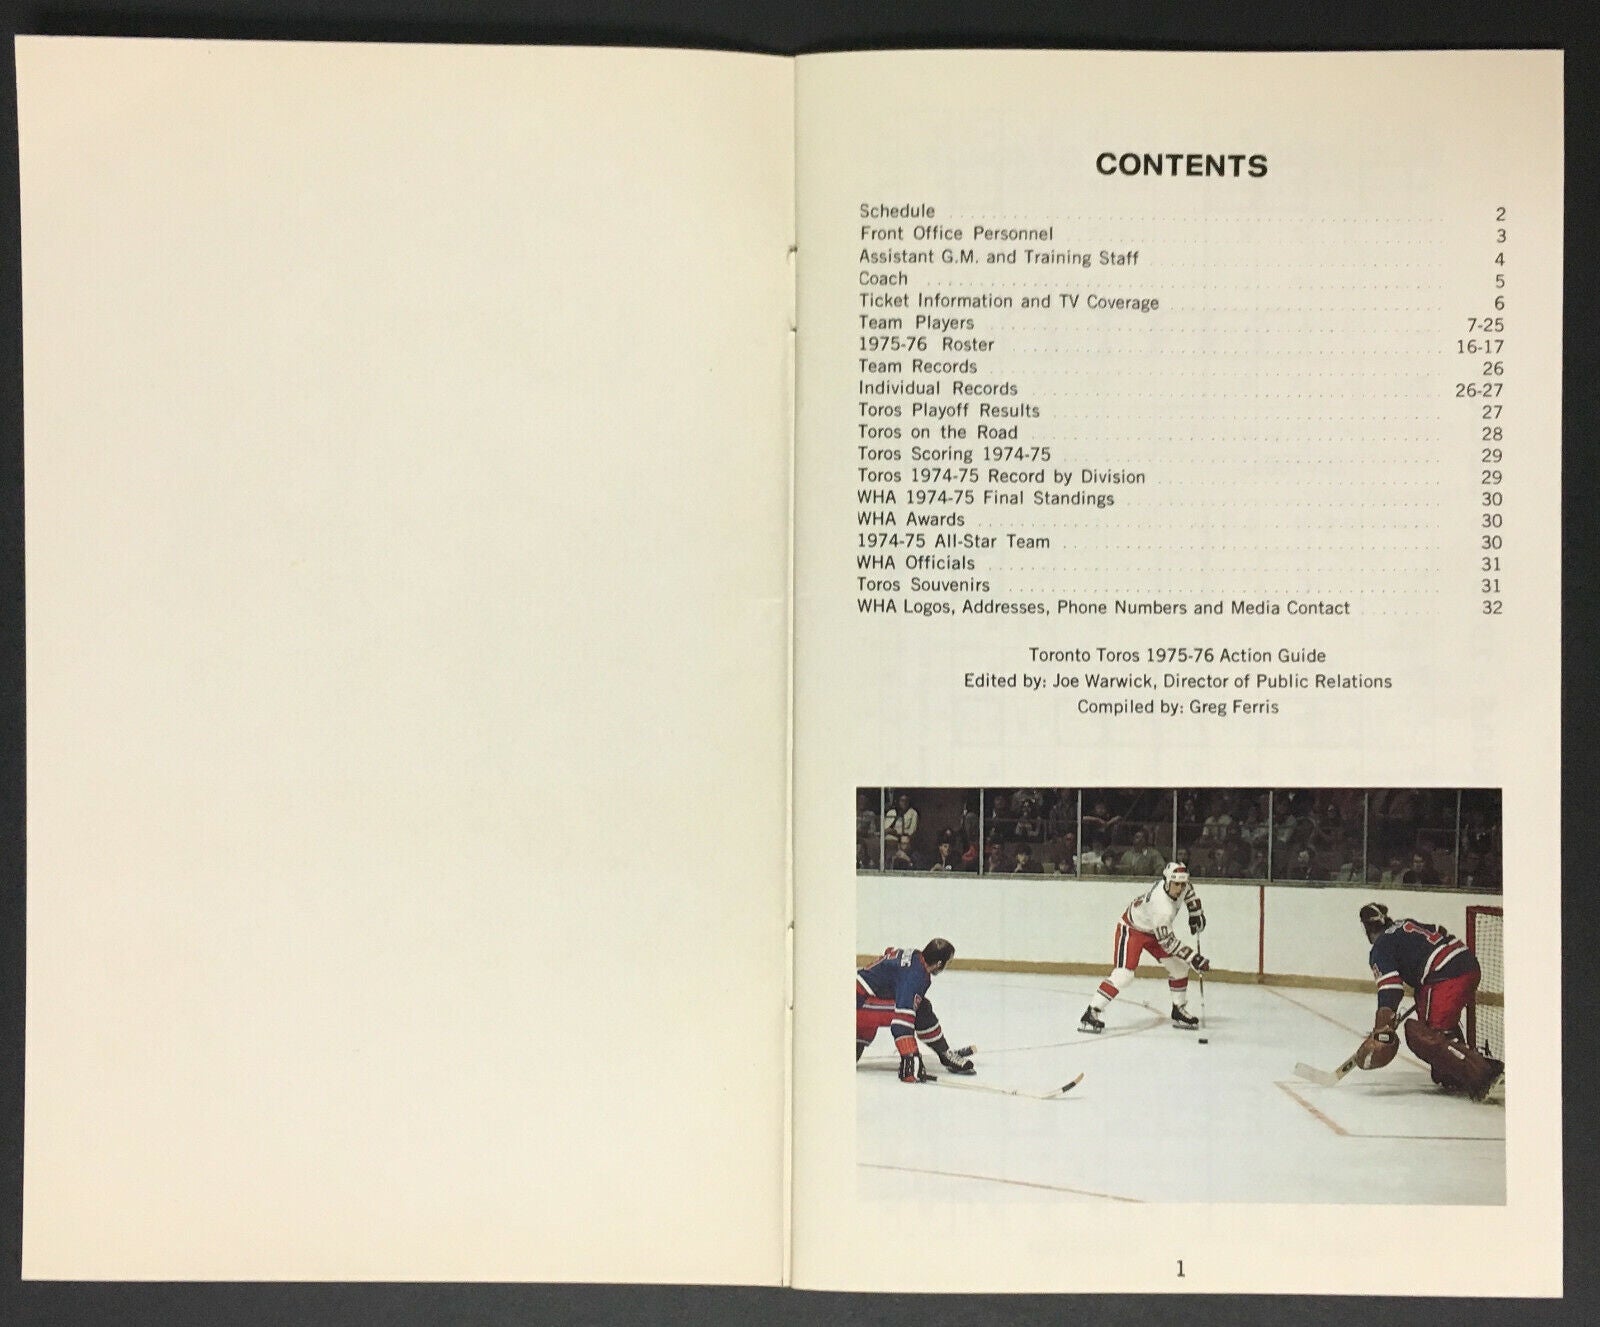 CONTENTS
Schedule 2
Front Office Personnel 3
Assistant G.M. and Training Staff 4
Coach 5
Ticket Information and TV Coverage 6
Team Players 7-25
1975-76 Roster 16-17
Team Records 26
Individual Records 26-27
Toros Playoff Results 27
Toros on the Road 28
Toros Scoring 1974-75 29
Toros 1974-75 Record by Division 29
WHA 1974-75 Final Standings 30
WHA Awards 30
1974-75 All-Star Team 30
WHA Officials 31
Toros Souvenirs 31
WHA Logos, Addresses, Phone Numbers and Media Contact 32
Toronto Toros 1975-76 Action Guide
Edited by: Joe Warwick, Director of Public Relations
Compiled by: Greg Ferris
1